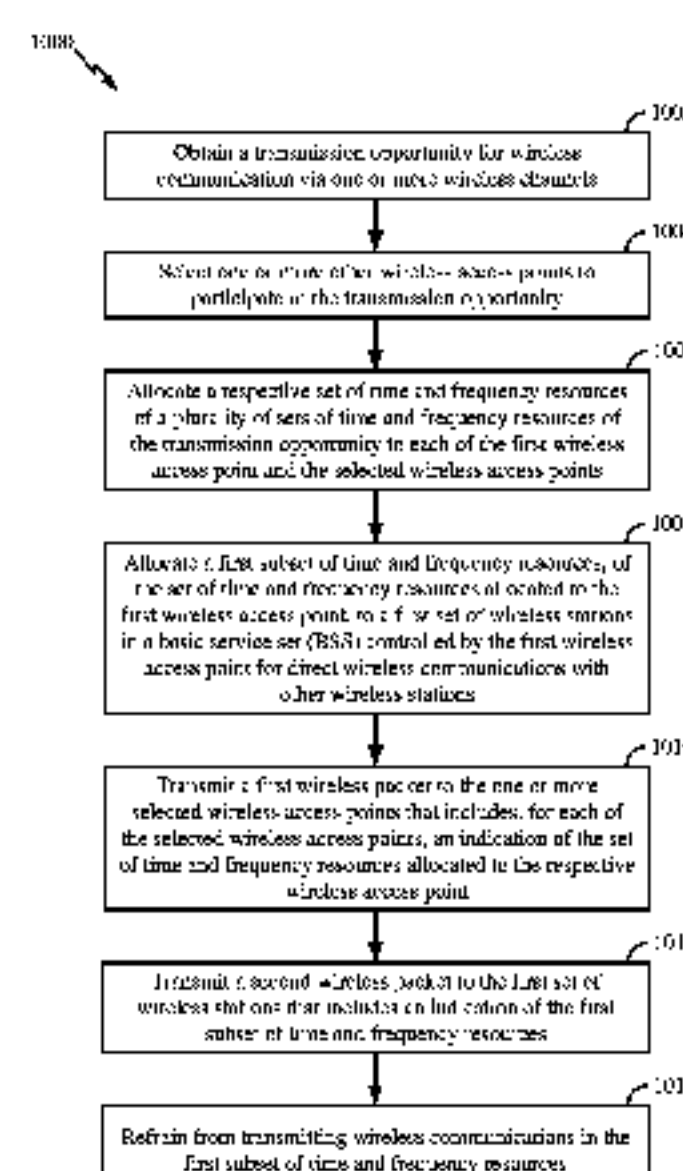 1000
Obtain a transmission opportunity for wireless
communication via one or more wireless channels
Select one or more other wireless access points to
participate in the transmission opportunity
Allocate a respective set of time and frequency resources
of a plurality of sets of time and frequency resources of
the transmission opportunity to each of the first wireless
access point and the selected wireless access points
Allocate a first subset of time and frequency resources, of
the set of time and frequency resources allocated to the
first wireless access point, to a first set of wireless stations
in a basic service set (BSS) controlled by the first wireless
access point for direct wireless communications with
other wireless stations
Transmit a first wireless packet to the one or more
selected wireless access points that includes, for each of
the selected wireless access points, an indication of the set
of time and frequency resources allocated to the respective
wireless access point
Transmit a second wireless packet to the first set of
wireless stations that includes an indication of the first
subset of time and frequency resources
Refrain from transmitting wireless communications in the
first subset of time and frequency resources